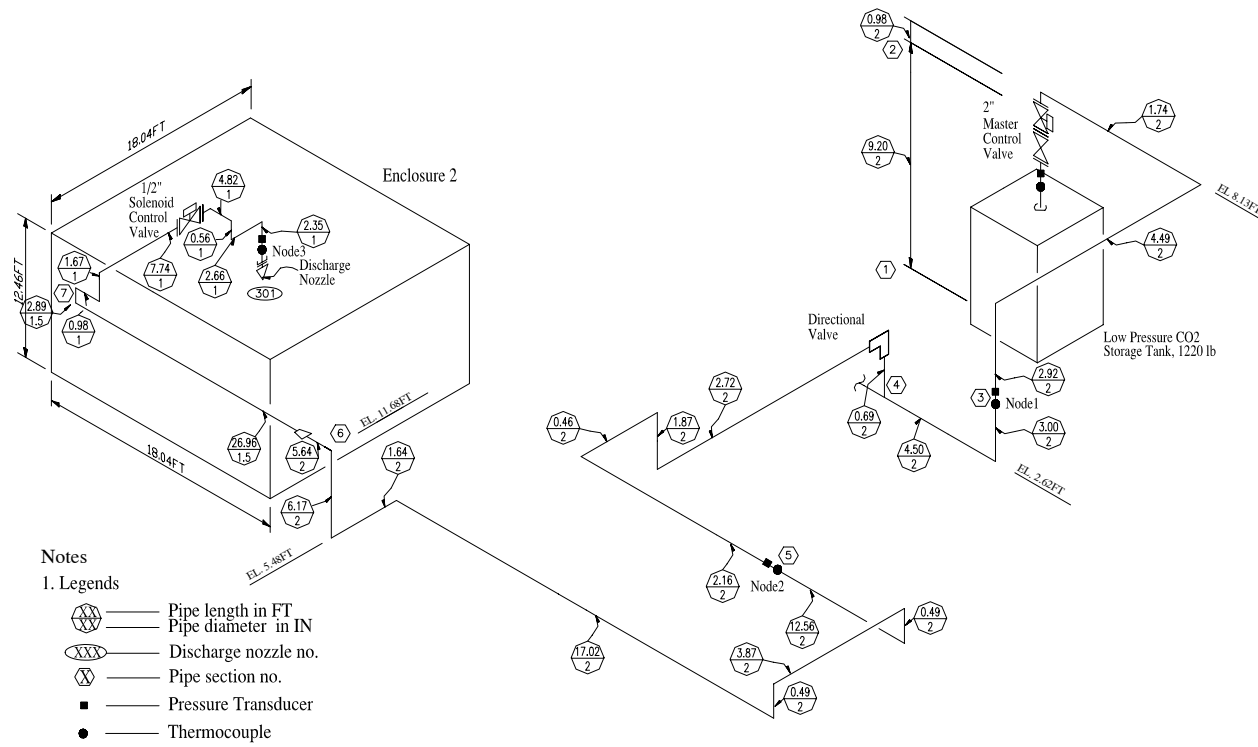 0.98
2
2
9.20
2
1
2"
Master
Control
Valve
1.74
2
EL 8.13FT
4.49
2
Low Pressure CO2
Storage Tank, 1220 lb
2.92
2
3
Node1
3.00
2
EL. 2.62FT
Directional
Valve
4
0.69
2
4.50
2
2.72
2
1.87
2
0.46
2
5
Node2
2.16
2
12.56
2
0.49
2
3.87
2
0.49
2
17.02
2
1.64
2
6.17
2
EL. 5.48FT
6
5.64
2
EL. 11.68FT
26.96
1.5
18.04FT
18.04FT
12.46FT
Enclosure 2
1/2"
Solenoid
Control
Valve
4.82
1
0.56
1
2.35
1
Node3
Discharge
Nozzle
301
2.66
1
7.74
1
1.67
1
7
2.89
1.5
0.98
1
Notes
1. Legends
XX
XX
Pipe length in FT
Pipe diameter in IN
XXX
Discharge nozzle no.
X
Pipe section no.
Pressure Transducer
Thermocouple